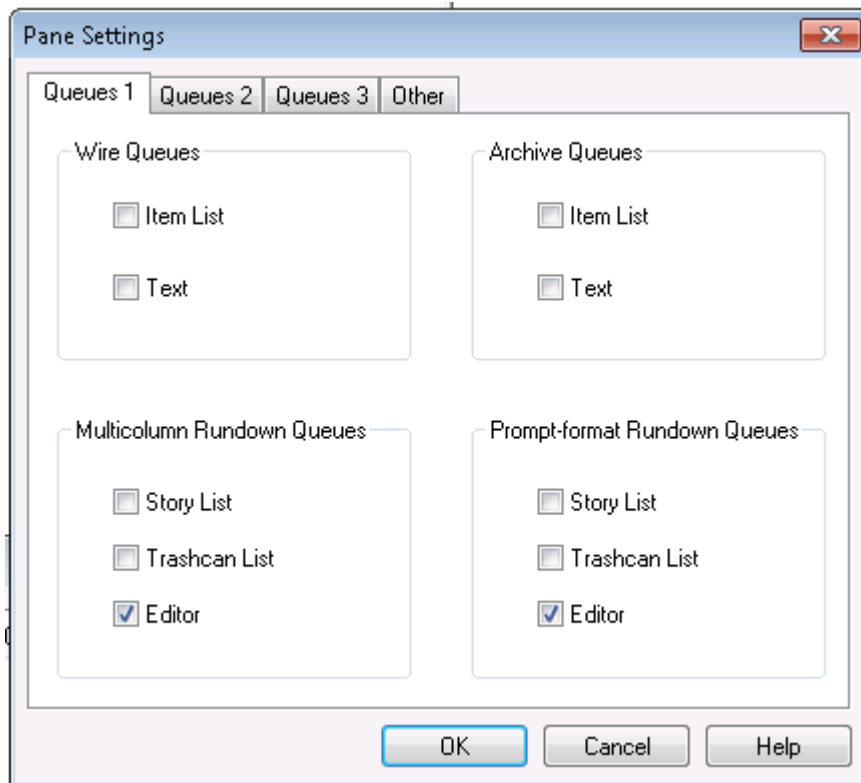 Pane Settings
Queues 1 Queues 2 Queues 3 Other
Wire Queues
Item List
Text
Archive Queues
Item List
Text
Multicolumn Rundown Queues
Story List
Trashcan List
Editor
Prompt-format Rundown Queues
Story List
Trashcan List
Editor
OK Cancel Help